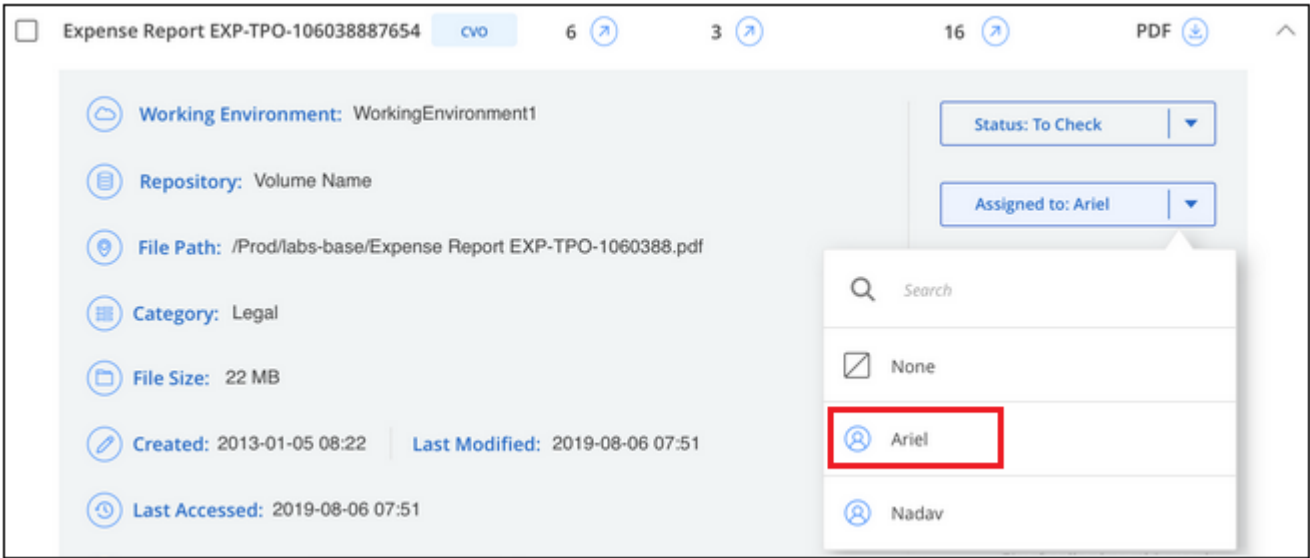 Expense Report EXP-TPO-106038887654 CVO 6 3 16 PDF
Working Environment: WorkingEnvironment1
Status: To Check
Repository: Volume Name
Assigned to: Ariel
File Path: /Prod/labs-base/Expense Report EXP-TPO-1060388.pdf
Search
Category: Legal
None
File Size: 22 MB
Ariel
Created: 2013-01-05 08:22 Last Modified: 2019-08-06 07:51
Last Accessed: 2019-08-06 07:51
Nadav